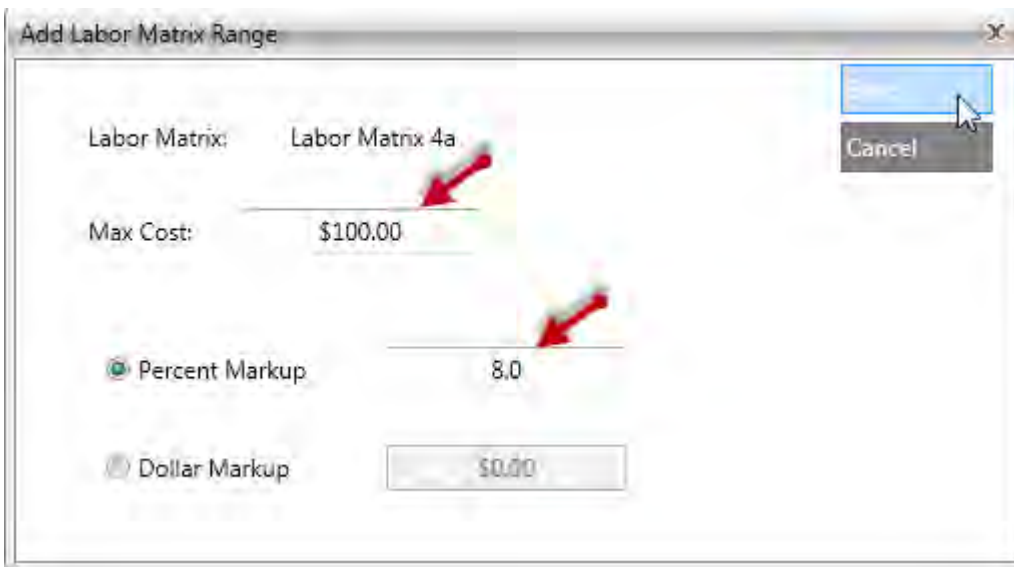 Add Labor Matrix Range
Labor Matrix: Labor Matrix 4a
Cancel
Max Cost: $100.00
Percent Markup 8.0
Dollar Markup $0.00